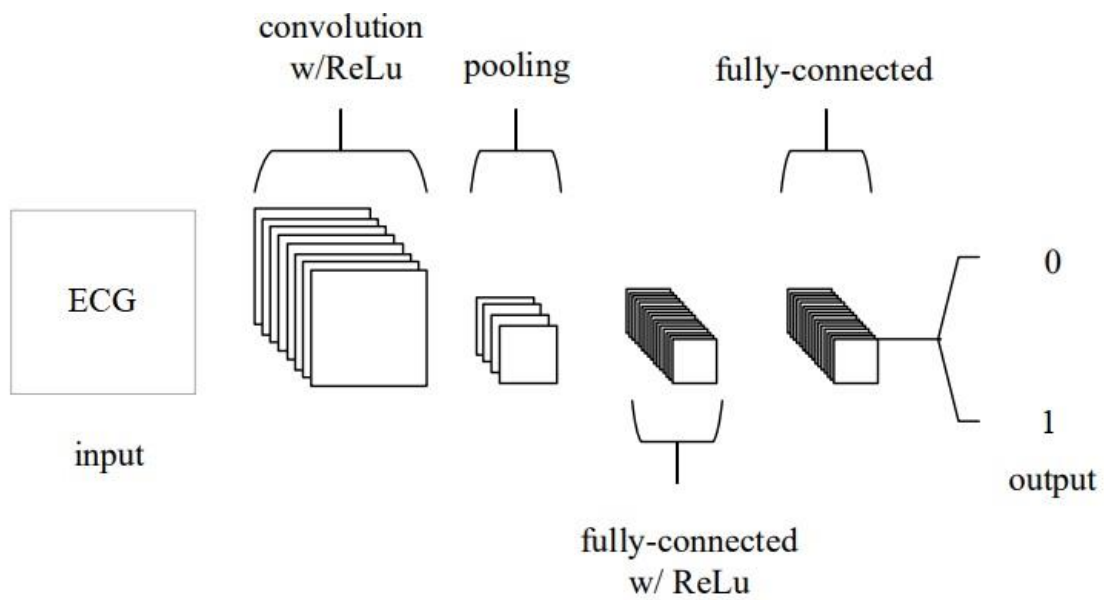 convolution
w/ReLu
pooling
fully-connected
ECG
input
0
1
output
fully-connected
w/ ReLu